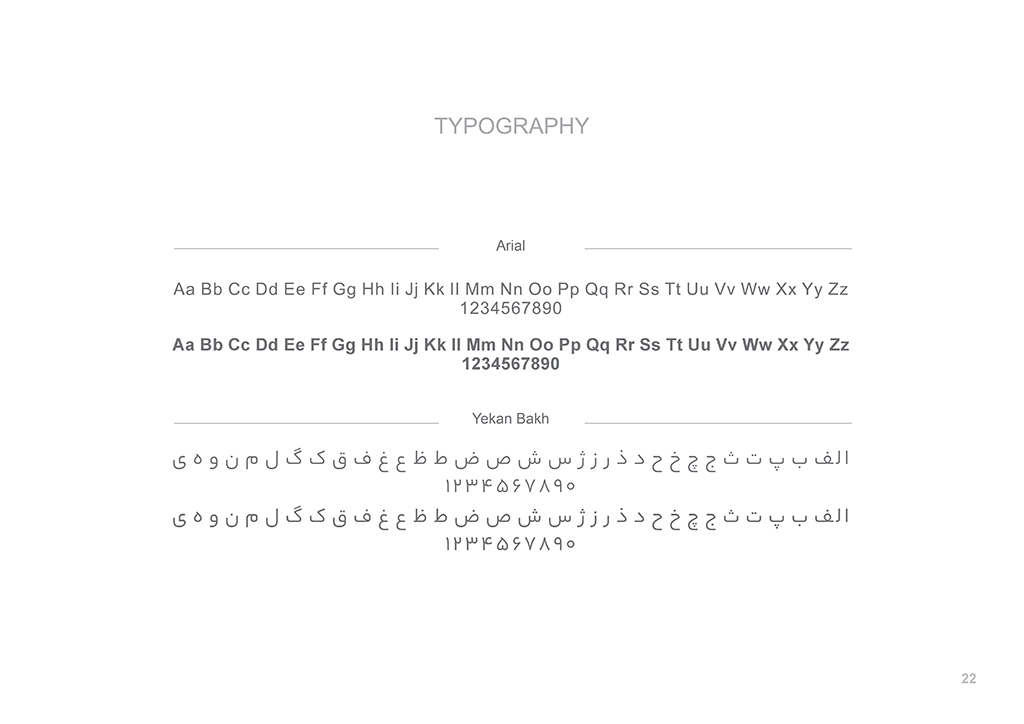 TYPOGRAPHY
Arial
Aa Bb Cc Dd Ee Ff Gg Hh Ii Jj Kk Ll Mm Nn Oo Pp Qq Rr Ss Tt Uu Vv Ww Xx Yy Zz
1234567890
Aa Bb Cc Dd Ee Ff Gg Hh Ii Jj Kk Ll Mm Nn Oo Pp Qq Rr Ss Tt Uu Vv Ww Xx Yy Zz
1234567890
Yekan Bakh
الف ب پ ت ث ج چ خ ح د ذ ر ز ژ س ش ص ض ط ظ ع غ ف ق ک گ ل م ن و ه ی
۱۲۳۴۵۶۷۸۹۰
الف ب پ ت ث ج چ خ ح د ذ ر ز ژ س ش ص ض ط ظ ع غ ف ق ک گ ل م ن و ه ی
۱۲۳۴۵۶۷۸۹۰
22